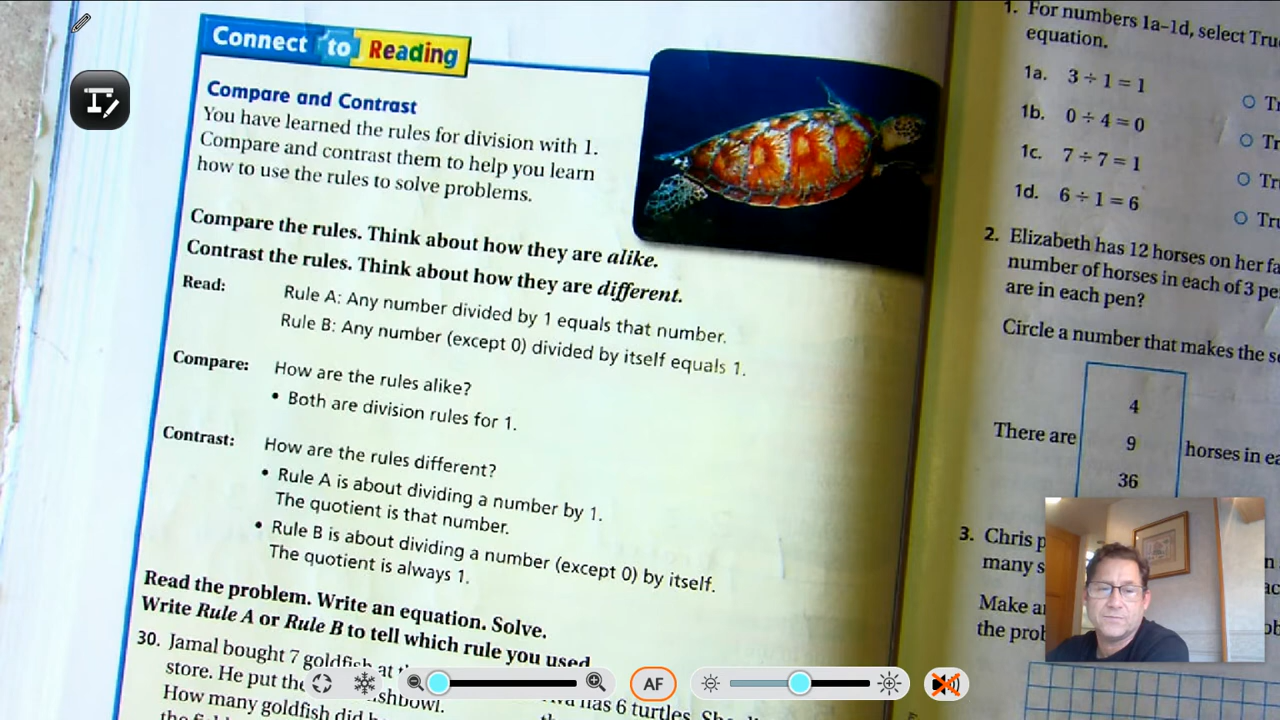 Connect to Reading
Compare and Contrast
You have learned the rules for division with 1.
Compare and contrast them to help you learn
how to use the rules to solve problems.
Compare the rules. Think about how they are alike.
Contrast the rules. Think about how they are different.
Read: Rule A: Any number divided by 1 equals that number.
Rule B: Any number (except 0) divided by itself equals 1.
Compare: How are the rules alike?
• Both are division rules for 1.
Contrast: How are the rules different?
• Rule A is about dividing a number by 1.
The quotient is that number.
• Rule B is about dividing a number (except 0) by itself.
The quotient is always 1.
Read the problem. Write an equation. Solve.
Write Rule A or Rule B to tell which rule you used.
30. Jamal bought 7 goldfish at
store. He put the shbowl.
How many goldfish did
has 6 turtles.
1. For numbers 1a–1d, select
equation.
1a. 3 ÷ 1 = 1
1b. 0 ÷ 4 = 0
1c. 7 ÷ 7 = 1
1d. 6 ÷ 1 = 6
2. Elizabeth has 12 horses on her
number of horses in each of 3
are in each pen?
Circle a number that makes the
4
There are 9 horses in
36
3. Chris
many
Make
the
AF